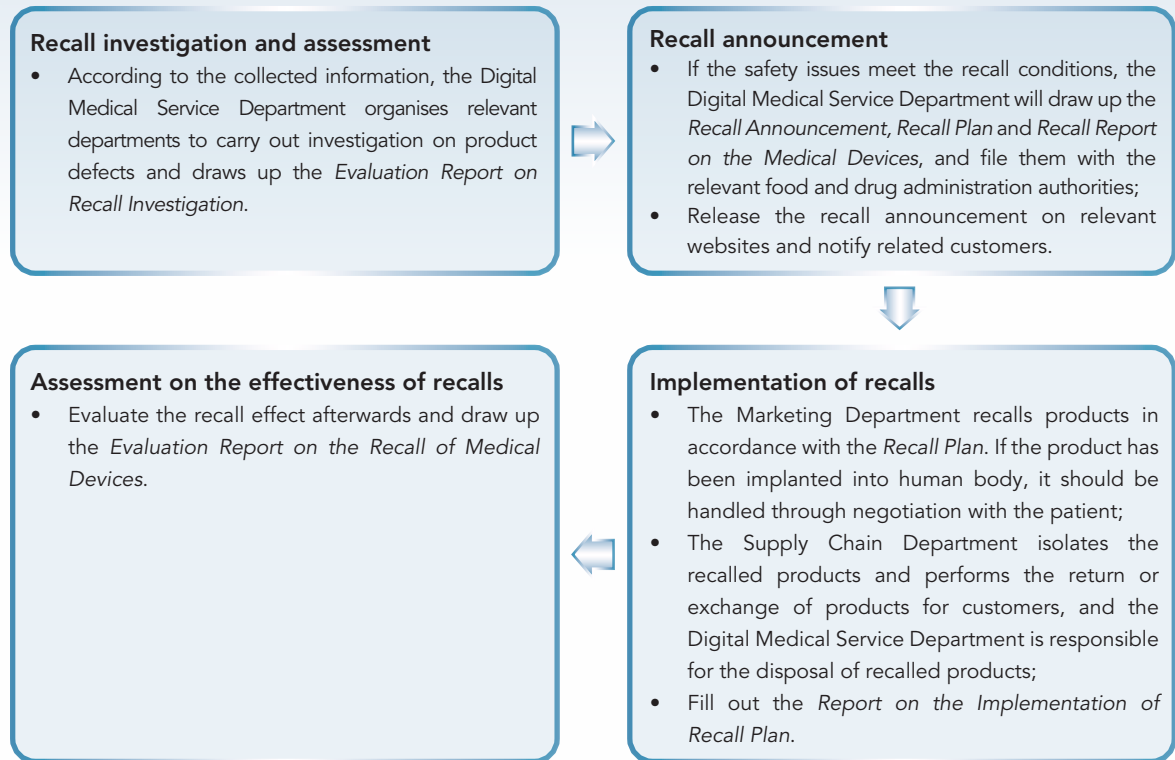 Recall investigation and assessment
• According to the collected information, the Digital
Medical Service Department organises relevant
departments to carry out investigation on product
defects and draws up the Evaluation Report on
Recall Investigation.
Recall announcement
• If the safety issues meet the recall conditions, the
Digital Medical Service Department will draw up the
Recall Announcement, Recall Plan and Recall Report
on the Medical Devices, and file them with the
relevant food and drug administration authorities;
• Release the recall announcement on relevant
websites and notify related customers.
Implementation of recalls
• The Marketing Department recalls products in
accordance with the Recall Plan. If the product has
been implanted into human body, it should be
handled through negotiation with the patient;
• The Supply Chain Department isolates the
recalled products and performs the return or
exchange of products for customers, and the
Digital Medical Service Department is responsible
for the disposal of recalled products;
• Fill out the Report on the Implementation of
Recall Plan.
Assessment on the effectiveness of recalls
• Evaluate the recall effect afterwards and draw up
the Evaluation Report on the Recall of Medical
Devices.